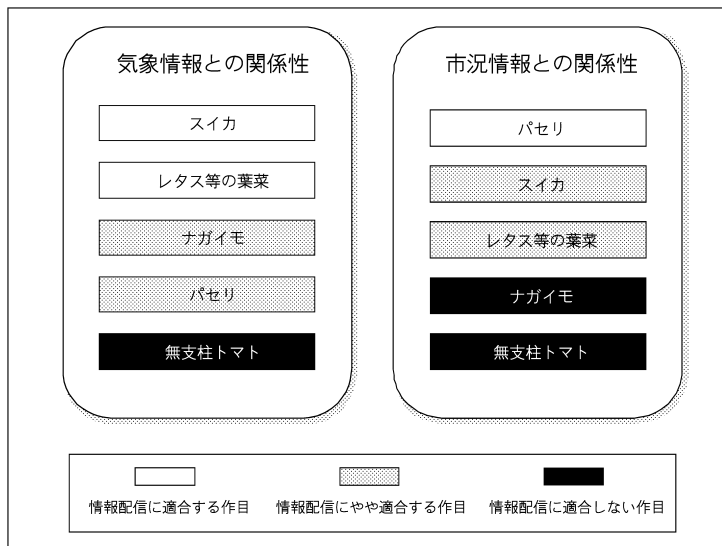 気象情報との関係性
スイカ
レタス等の葉菜
ナガイモ
パセリ
無支柱トマト
市況情報との関係性
パセリ
スイカ
レタス等の葉菜
ナガイモ
無支柱トマト
情報配信に適合する作目
情報配信にやや適合する作目
情報配信に適合しない作目